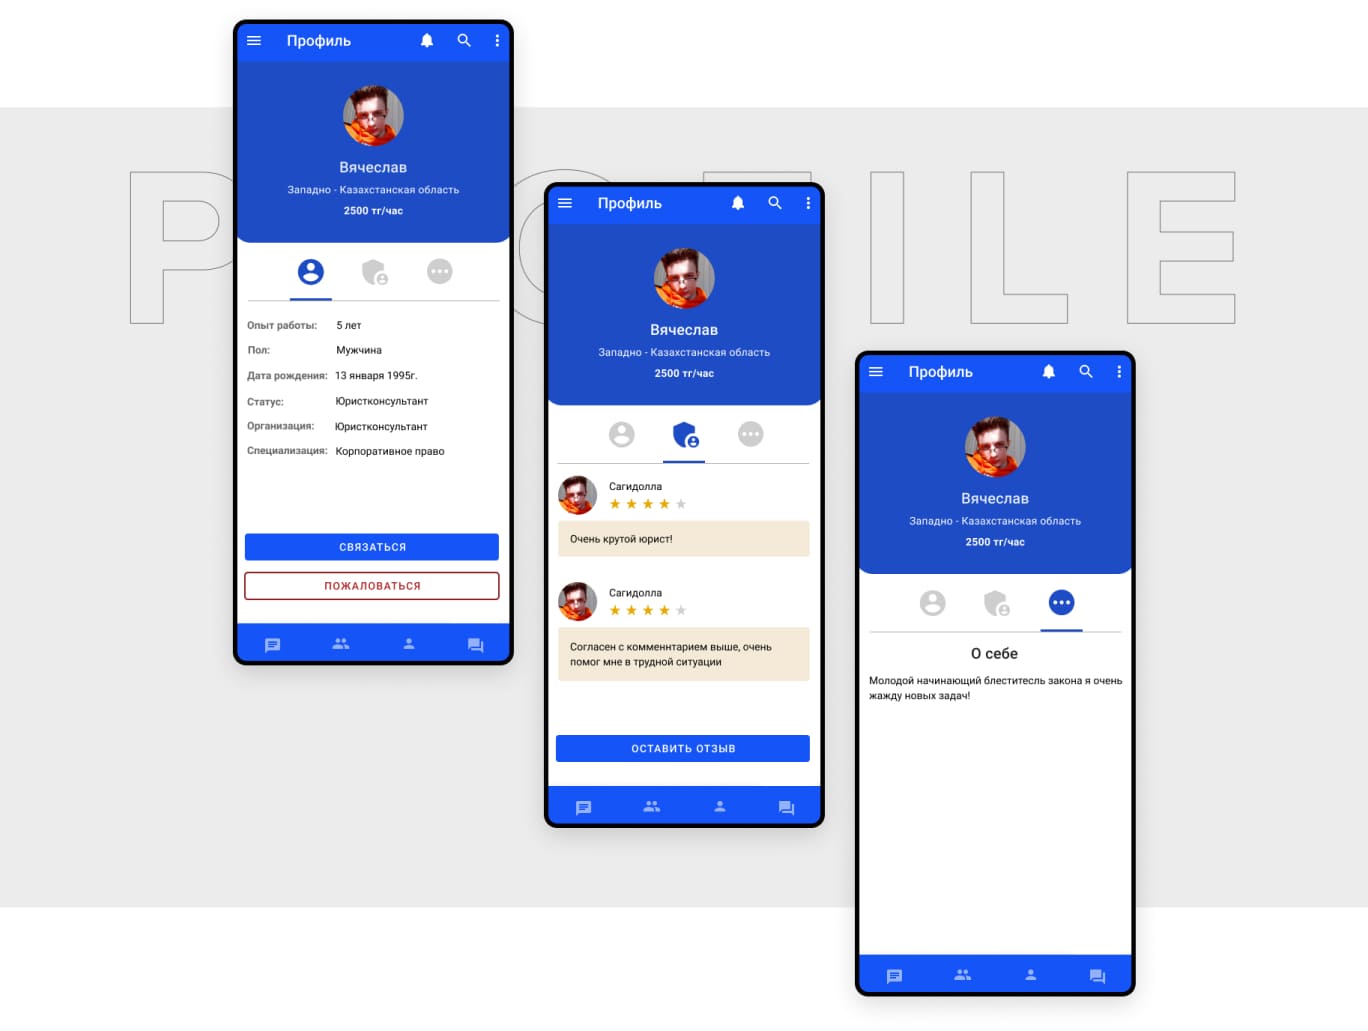 PROFILE
Профиль
Вячеслав
Западно - Казахстанская область
2500 тг/час
Опыт работы: 5 лет
Пол: Мужчина
Дата рождения: 13 января 1995г.
Статус: Юристконсультант
Организация: Юристконсультант
Специализация: Корпоративное право
СВЯЗАТЬСЯ
ПОЖАЛОВАТЬСЯ
Профиль
Вячеслав
Западно - Казахстанская область
2500 тг/час
Сагидолла
Очень крутой юрист!
Сагидолла
Согласен с комменнтарием выше, очень
помог мне в трудной ситуации
ОСТАВИТЬ ОТЗЫВ
Профиль
Вячеслав
Западно - Казахстанская область
2500 тг/час
О себе
Молодой начинающий блестительь закона я очень
жажду новых задач!